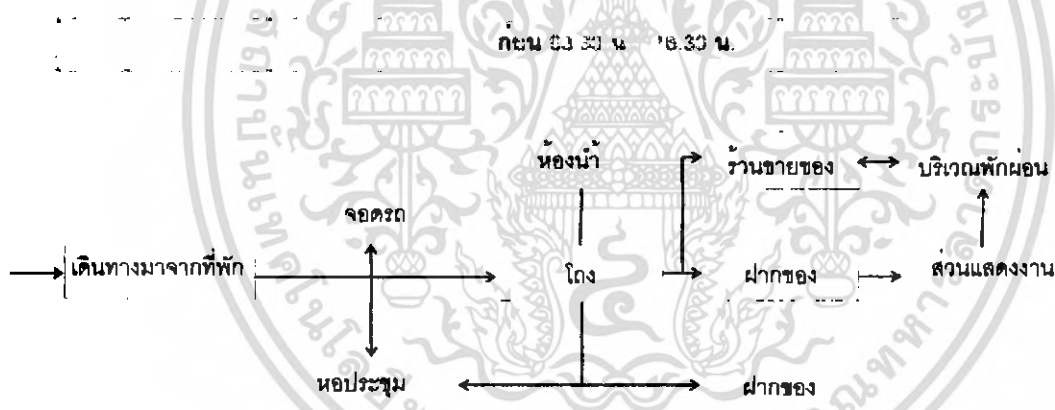 ก่อน น. 16.30 น.
ห้องน้ำ
ร้านขายของ
บริเวณพักผ่อน
จอดรถ
เดินทางมาจากที่พัก
โถง
ฝากของ
ส่วนแสดงงาน
หอประชุม
ฝากของ